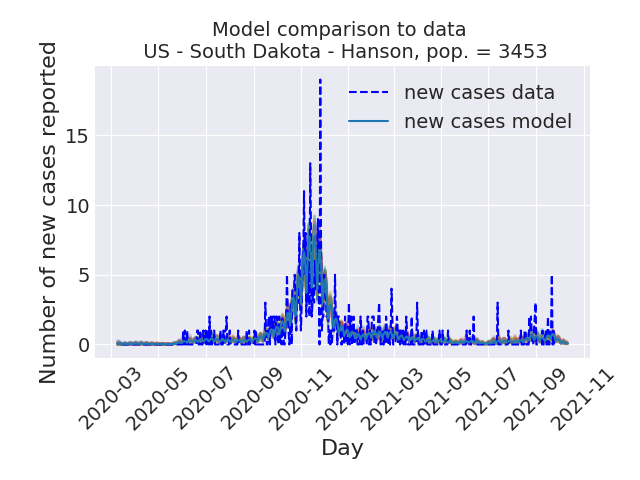 Model comparison to data
US - South Dakota - Hanson, pop. = 3453
new cases data
new cases model
Number of new cases reported
15
10
5
0
2020-03
2020-05
2020-07
2020-09
2020-11
2021-01
2021-03
2021-05
2021-07
2021-09
2021-11
Day